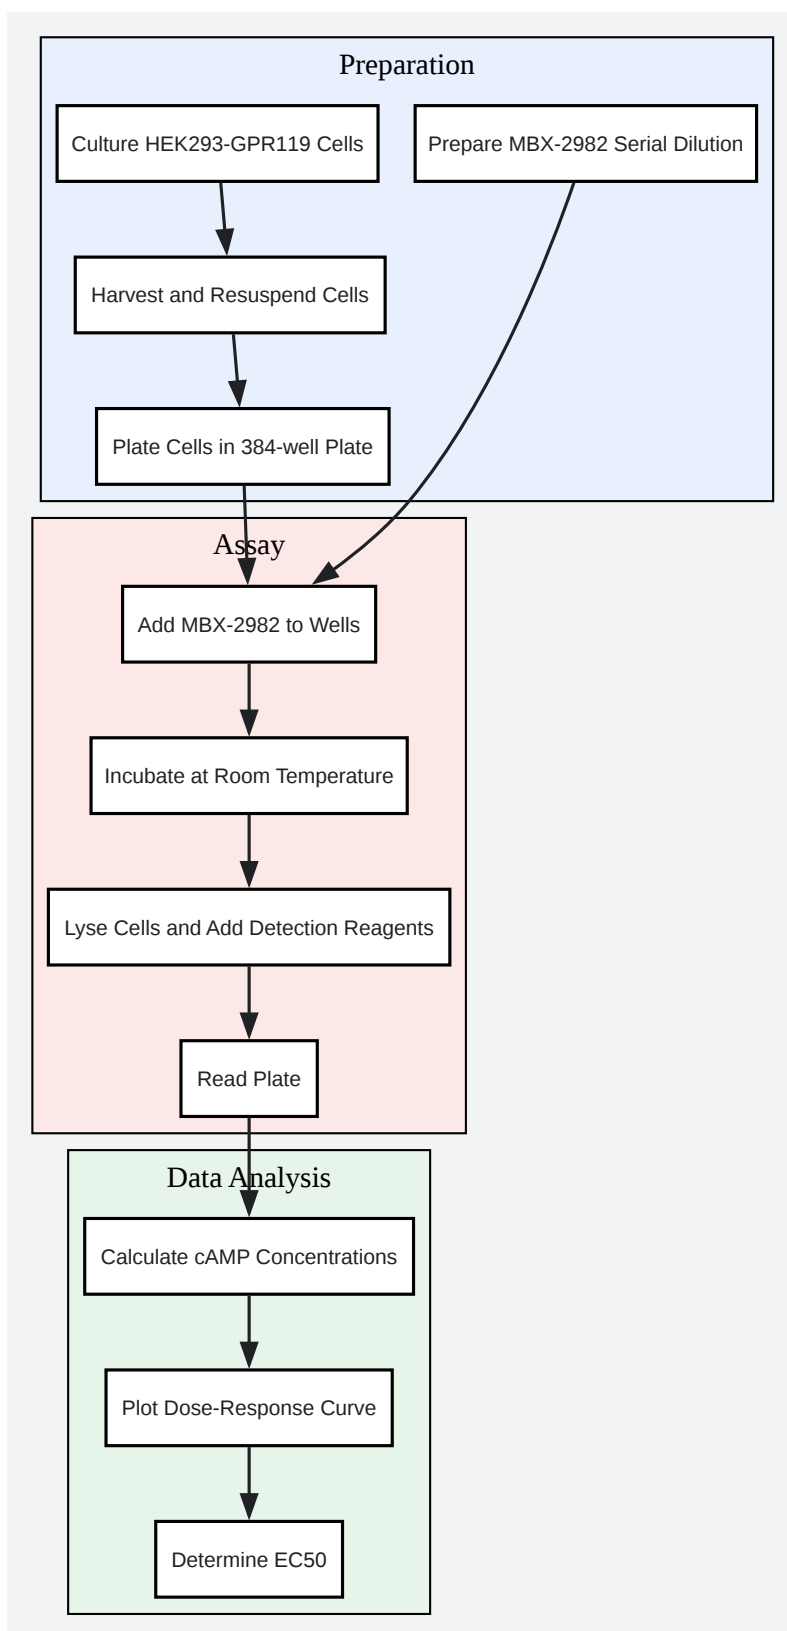 Preparation
Culture HEK293-GPR119 Cells
Prepare MBX-2982 Serial Dilution
Harvest and Resuspend Cells
Plate Cells in 384-well Plate
Assay
Add MBX-2982 to Wells
Incubate at Room Temperature
Lyse Cells and Add Detection Reagents
Read Plate
Data Analysis
Calculate cAMP Concentrations
Plot Dose-Response Curve
Determine EC50